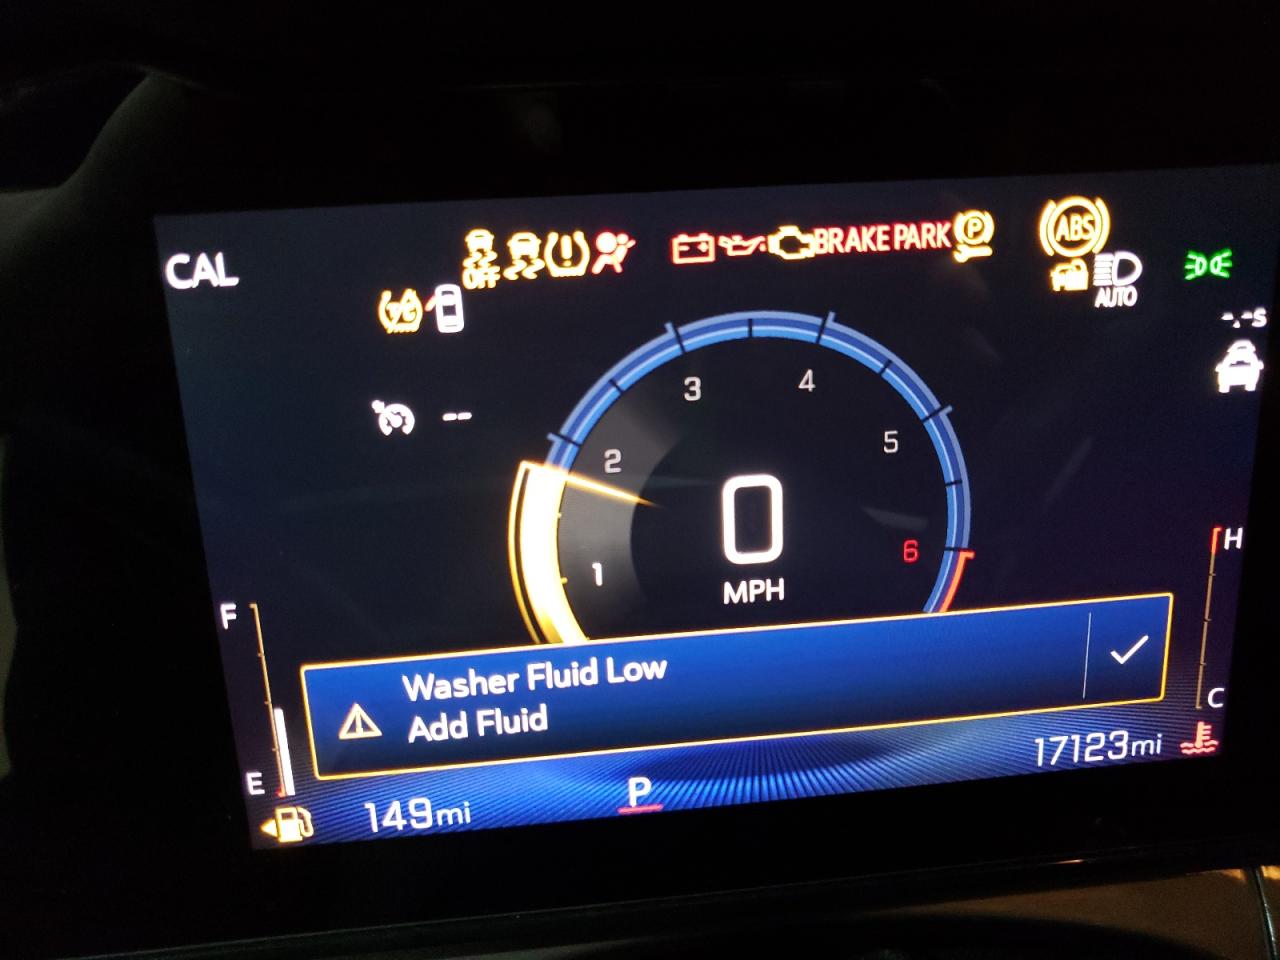 CAL
OFF
BRAKE PARK
P
ABS
AUTO
-.-s
--
3
4
2
5
1
0
6
MPH
F
H
Washer Fluid Low
Add Fluid
E
C
149mi
P
17123mi